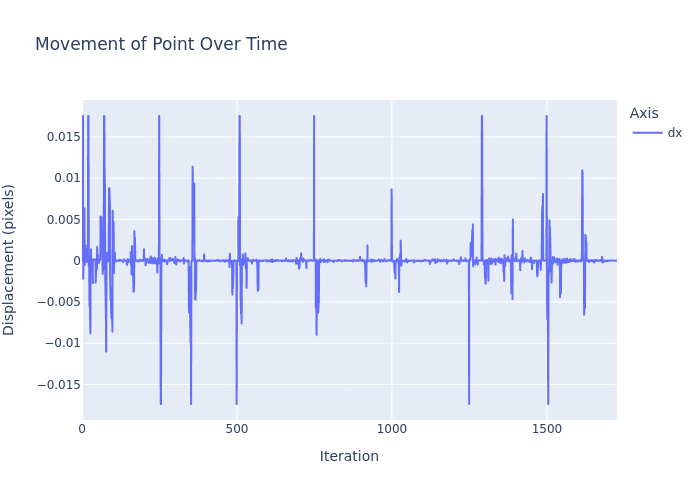 Movement of Point Over Time
Axis
dx
0.015
0.01
0.005
0
−0.005
−0.01
−0.015
Displacement (pixels)
0
500
1000
1500
Iteration